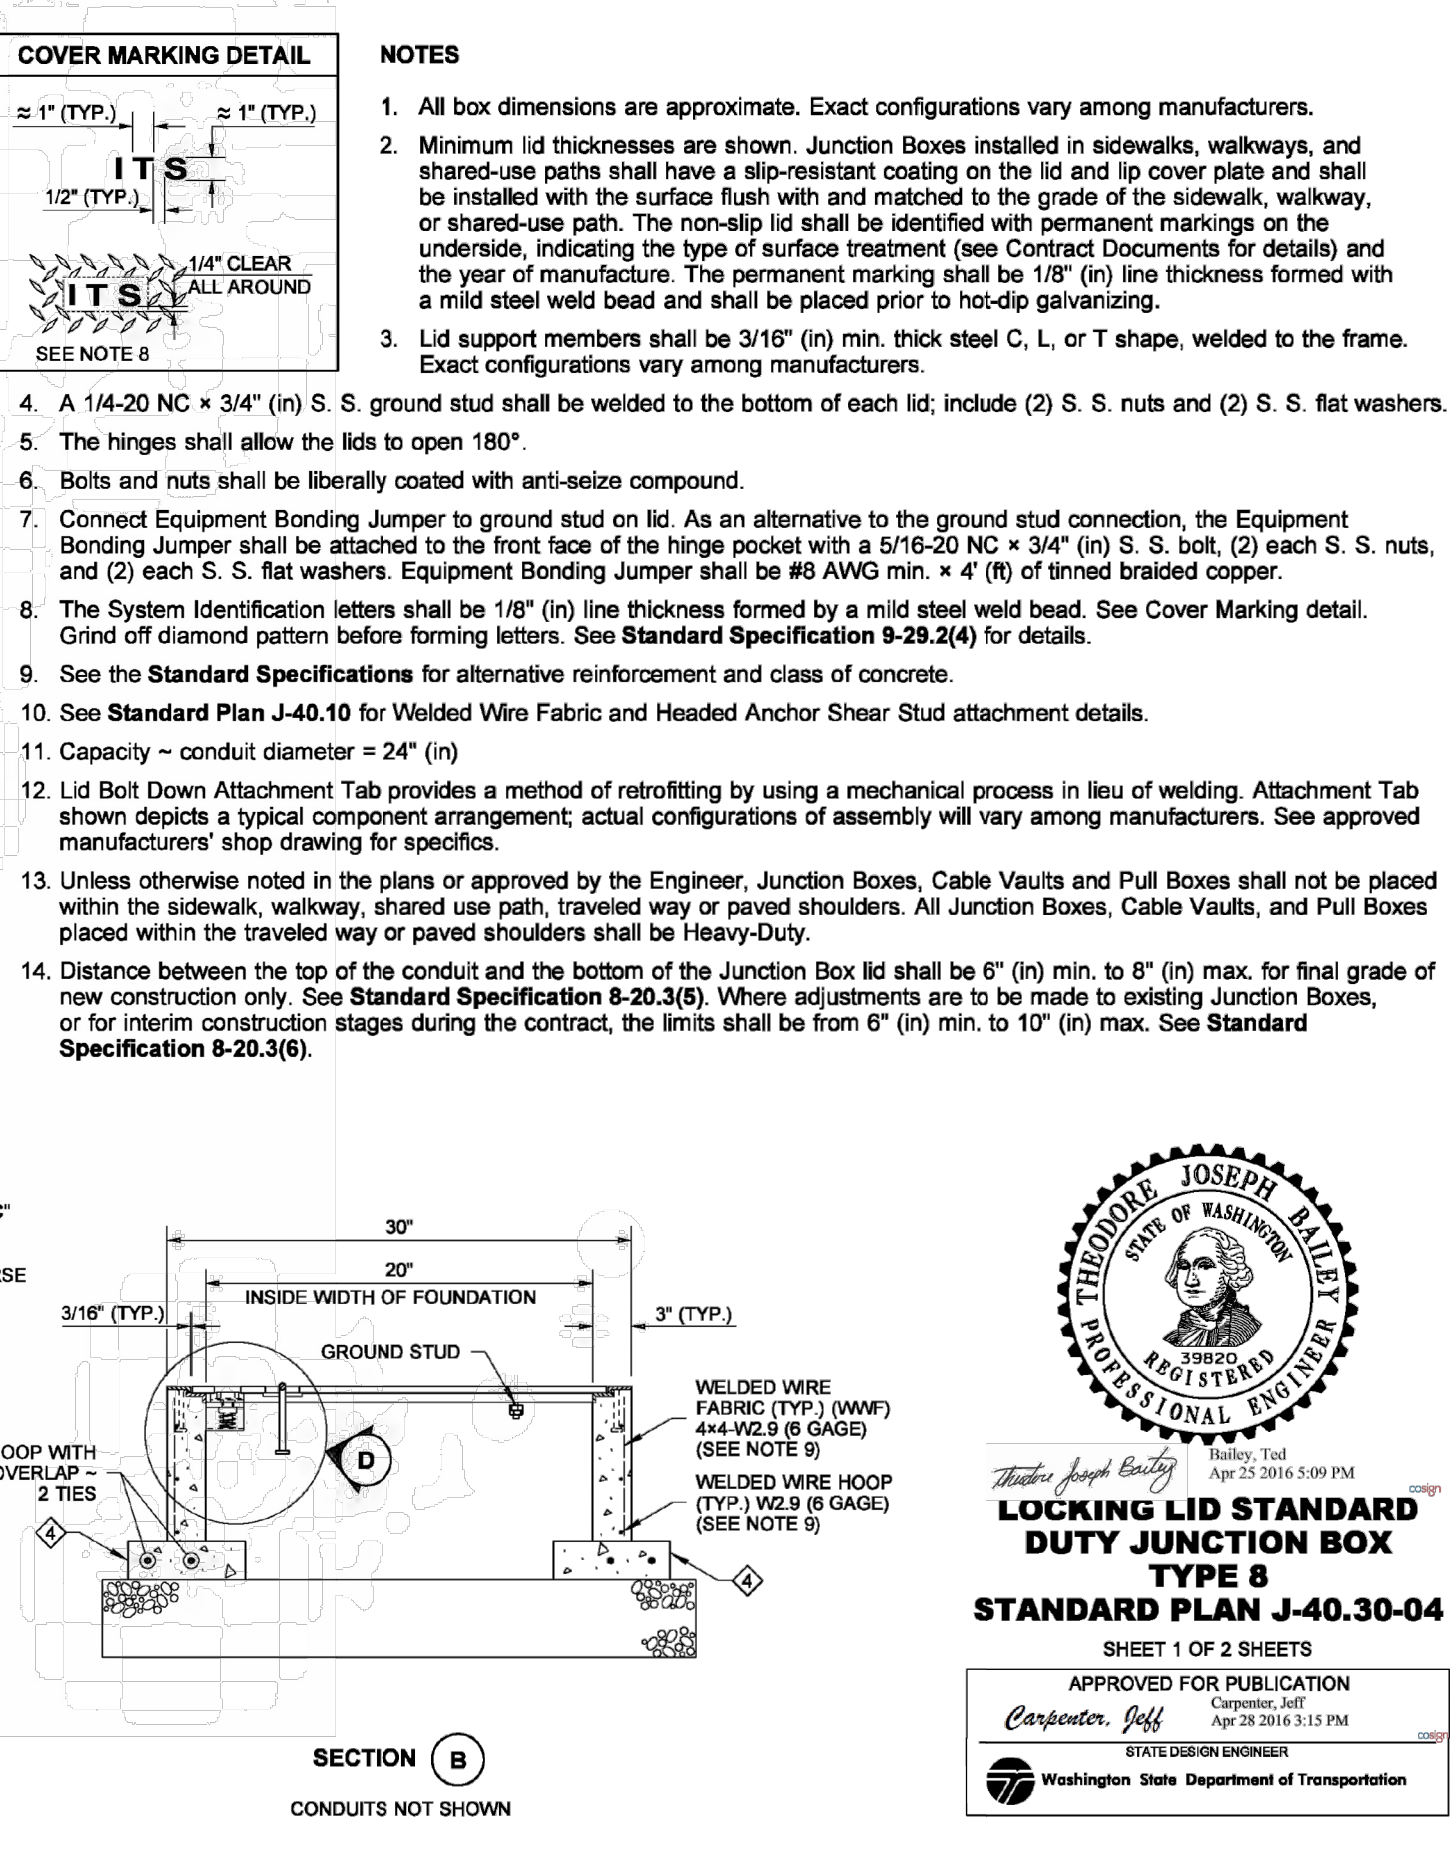 COVER MARKING DETAIL
≈ 1" (TYP.)
≈ 1" (TYP.)
ITS
1/2" (TYP.)
1/4" CLEAR
ALL AROUND
ITS
SEE NOTE 8
NOTES
1. All box dimensions are approximate. Exact configurations vary among manufacturers.
2. Minimum lid thicknesses are shown. Junction Boxes installed in sidewalks, walkways, and
shared-use paths shall have a slip-resistant coating on the lid and lip cover plate and shall
be installed with the surface flush with and matched to the grade of the sidewalk, walkway,
or shared-use path. The non-slip lid shall be identified with permanent markings on the
underside, indicating the type of surface treatment (see Contract Documents for details) and
the year of manufacture. The permanent marking shall be 1/8" (in) line thickness formed with
a mild steel weld bead and shall be placed prior to hot-dip galvanizing.
3. Lid support members shall be 3/16" (in) min. thick steel C, L, or T shape, welded to the frame.
Exact configurations vary among manufacturers.
4. A 1/4-20 NC × 3/4" (in) S. S. ground stud shall be welded to the bottom of each lid; include (2) S. S. nuts and (2) S. S. flat washers.
5. The hinges shall allow the lids to open 180°.
6. Bolts and nuts shall be liberally coated with anti-seize compound.
7. Connect Equipment Bonding Jumper to ground stud on lid. As an alternative to the ground stud connection, the Equipment
Bonding Jumper shall be attached to the front face of the hinge pocket with a 5/16-20 NC × 3/4" (in) S. S. bolt, (2) each S. S. nuts,
and (2) each S. S. flat washers. Equipment Bonding Jumper shall be #8 AWG min. × 4' (ft) of tinned braided copper.
8. The System Identification letters shall be 1/8" (in) line thickness formed by a mild steel weld bead. See Cover Marking detail.
Grind off diamond pattern before forming letters. See Standard Specification 9-29.2(4) for details.
9. See the Standard Specifications for alternative reinforcement and class of concrete.
10. See Standard Plan J-40.10 for Welded Wire Fabric and Headed Anchor Shear Stud attachment details.
11. Capacity ~ conduit diameter = 24" (in)
12. Lid Bolt Down Attachment Tab provides a method of retrofitting by using a mechanical process in lieu of welding. Attachment Tab
shown depicts a typical component arrangement; actual configurations of assembly will vary among manufacturers. See approved
manufacturers' shop drawing for specifics.
13. Unless otherwise noted in the plans or approved by the Engineer, Junction Boxes, Cable Vaults and Pull Boxes shall not be placed
within the sidewalk, walkway, shared use path, traveled way or paved shoulders. All Junction Boxes, Cable Vaults, and Pull Boxes
placed within the traveled way or paved shoulders shall be Heavy-Duty.
14. Distance between the top of the conduit and the bottom of the Junction Box lid shall be 6" (in) min. to 8" (in) max. for final grade of
new construction only. See Standard Specification 8-20.3(5). Where adjustments are to be made to existing Junction Boxes,
or for interim construction stages during the contract, the limits shall be from 6" (in) min. to 10" (in) max. See Standard
Specification 8-20.3(6).
30"
20"
INSIDE WIDTH OF FOUNDATION
3/16" (TYP.)
3" (TYP.)
GROUND STUD
D
WELDED WIRE
FABRIC (TYP.) (WWF)
4×4-W2.9 (6 GAGE)
(SEE NOTE 9)
WELDED WIRE HOOP
(TYP.) W2.9 (6 GAGE)
(SEE NOTE 9)
OOP WITH
OVERLAP ~
2 TIES
4
4
SECTION B
CONDUITS NOT SHOWN
THEODORE JOSEPH BAILEY
STATE OF WASHINGTON
39820
REGISTERED
PROFESSIONAL ENGINEER
Theodore Joseph Bailey
Bailey, Ted
Apr 25 2016 5:09 PM
cosign
LOCKING LID STANDARD
DUTY JUNCTION BOX
TYPE 8
STANDARD PLAN J-40.30-04
SHEET 1 OF 2 SHEETS
APPROVED FOR PUBLICATION
Carpenter, Jeff
Carpenter, Jeff
Apr 28 2016 3:15 PM
cosign
STATE DESIGN ENGINEER
Washington State Department of Transportation